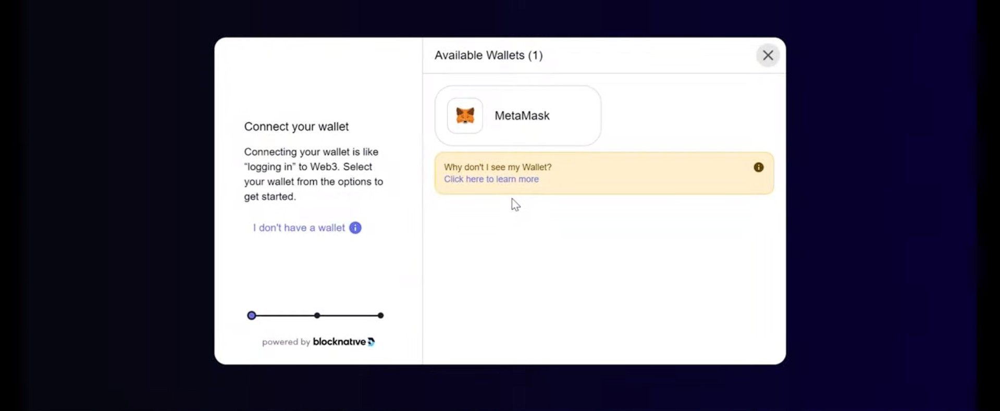 Available Wallets (1)
MetaMask
Why don't I see my Wallet?
Click here to learn more
Connect your wallet
Connecting your wallet is like
“logging in” to Web3. Select
your wallet from the options to
get started.
I don't have a wallet
powered by blocknative